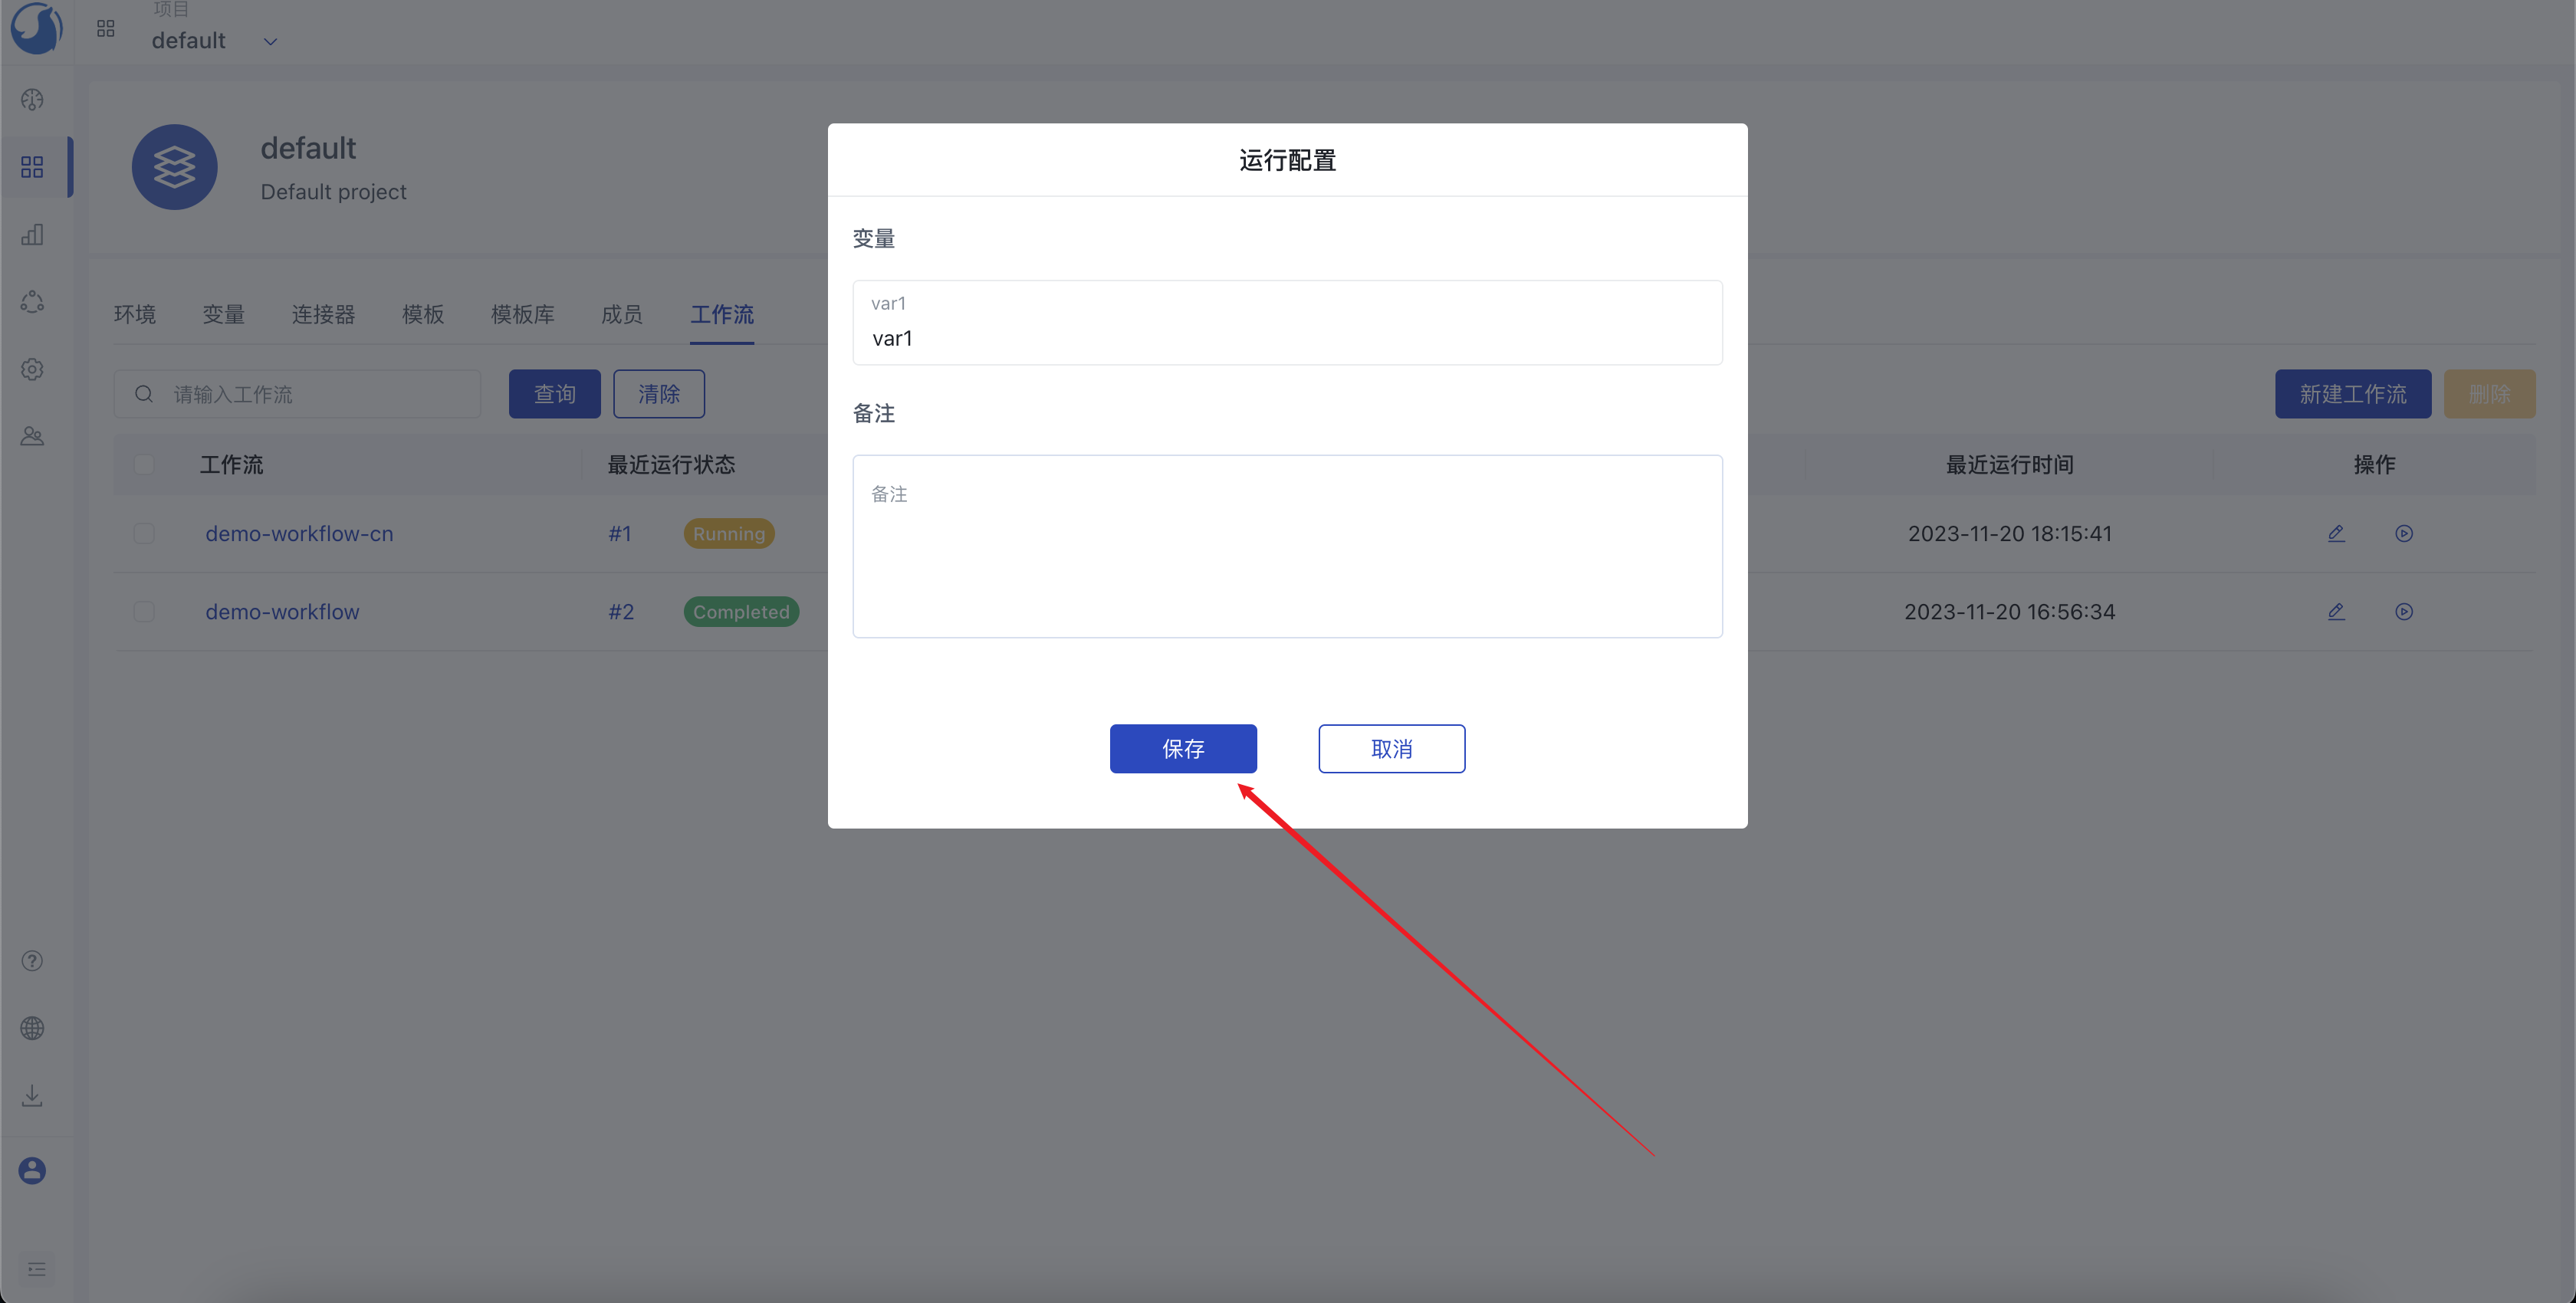 项目
default
default
Default project
环境 变量 连接器 模板 模板库 成员 工作流
请输入工作流 查询 清除 新建工作流 删除
工作流 最近运行状态 最近运行时间 操作
demo-workflow-cn #1 Running 2023-11-20 18:15:41
demo-workflow #2 Completed 2023-11-20 16:56:34
运行配置
变量
var1
var1
备注
备注
保存 取消